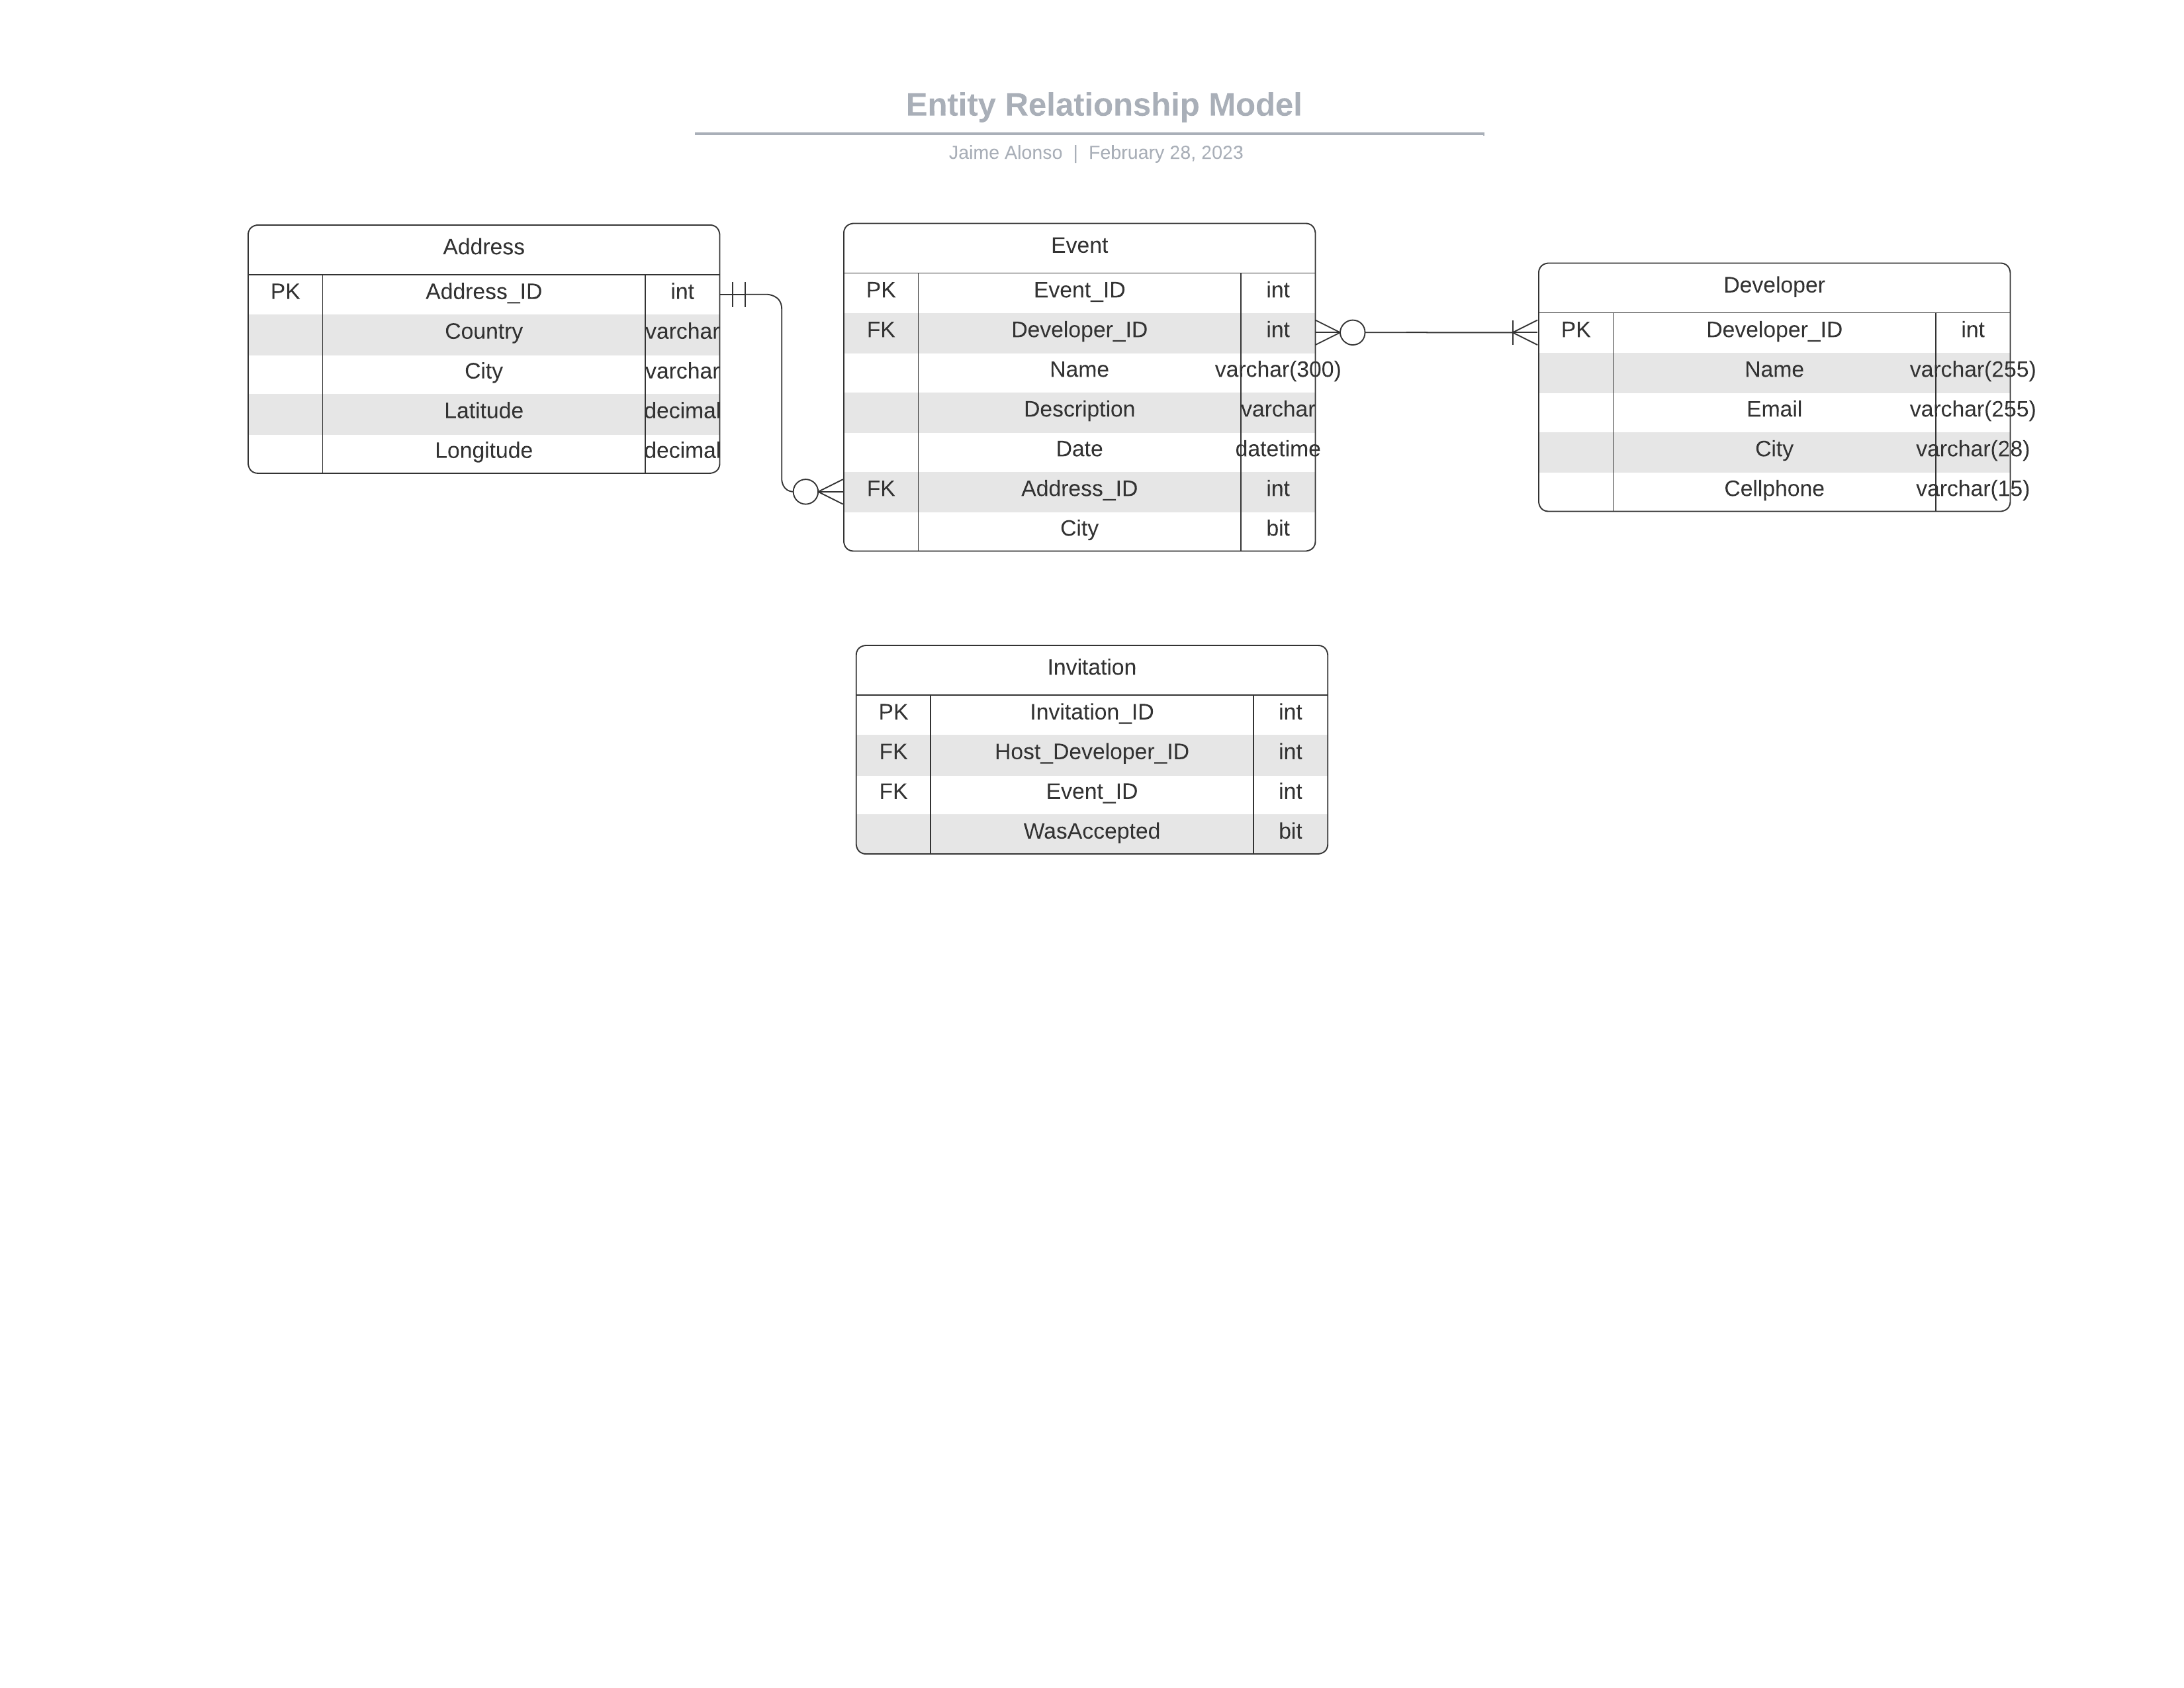 Entity Relationship Model
Jaime Alonso | February 28, 2023
Address
PK Address_ID int
Country varchar
City varchar
Latitude decimal
Longitude decimal
Event
PK Event_ID int
FK Developer_ID int
Name varchar(300)
Description varchar
Date datetime
FK Address_ID int
City bit
Developer
PK Developer_ID int
Name varchar(255)
Email varchar(255)
City varchar(28)
Cellphone varchar(15)
Invitation
PK Invitation_ID int
FK Host_Developer_ID int
FK Event_ID int
WasAccepted bit